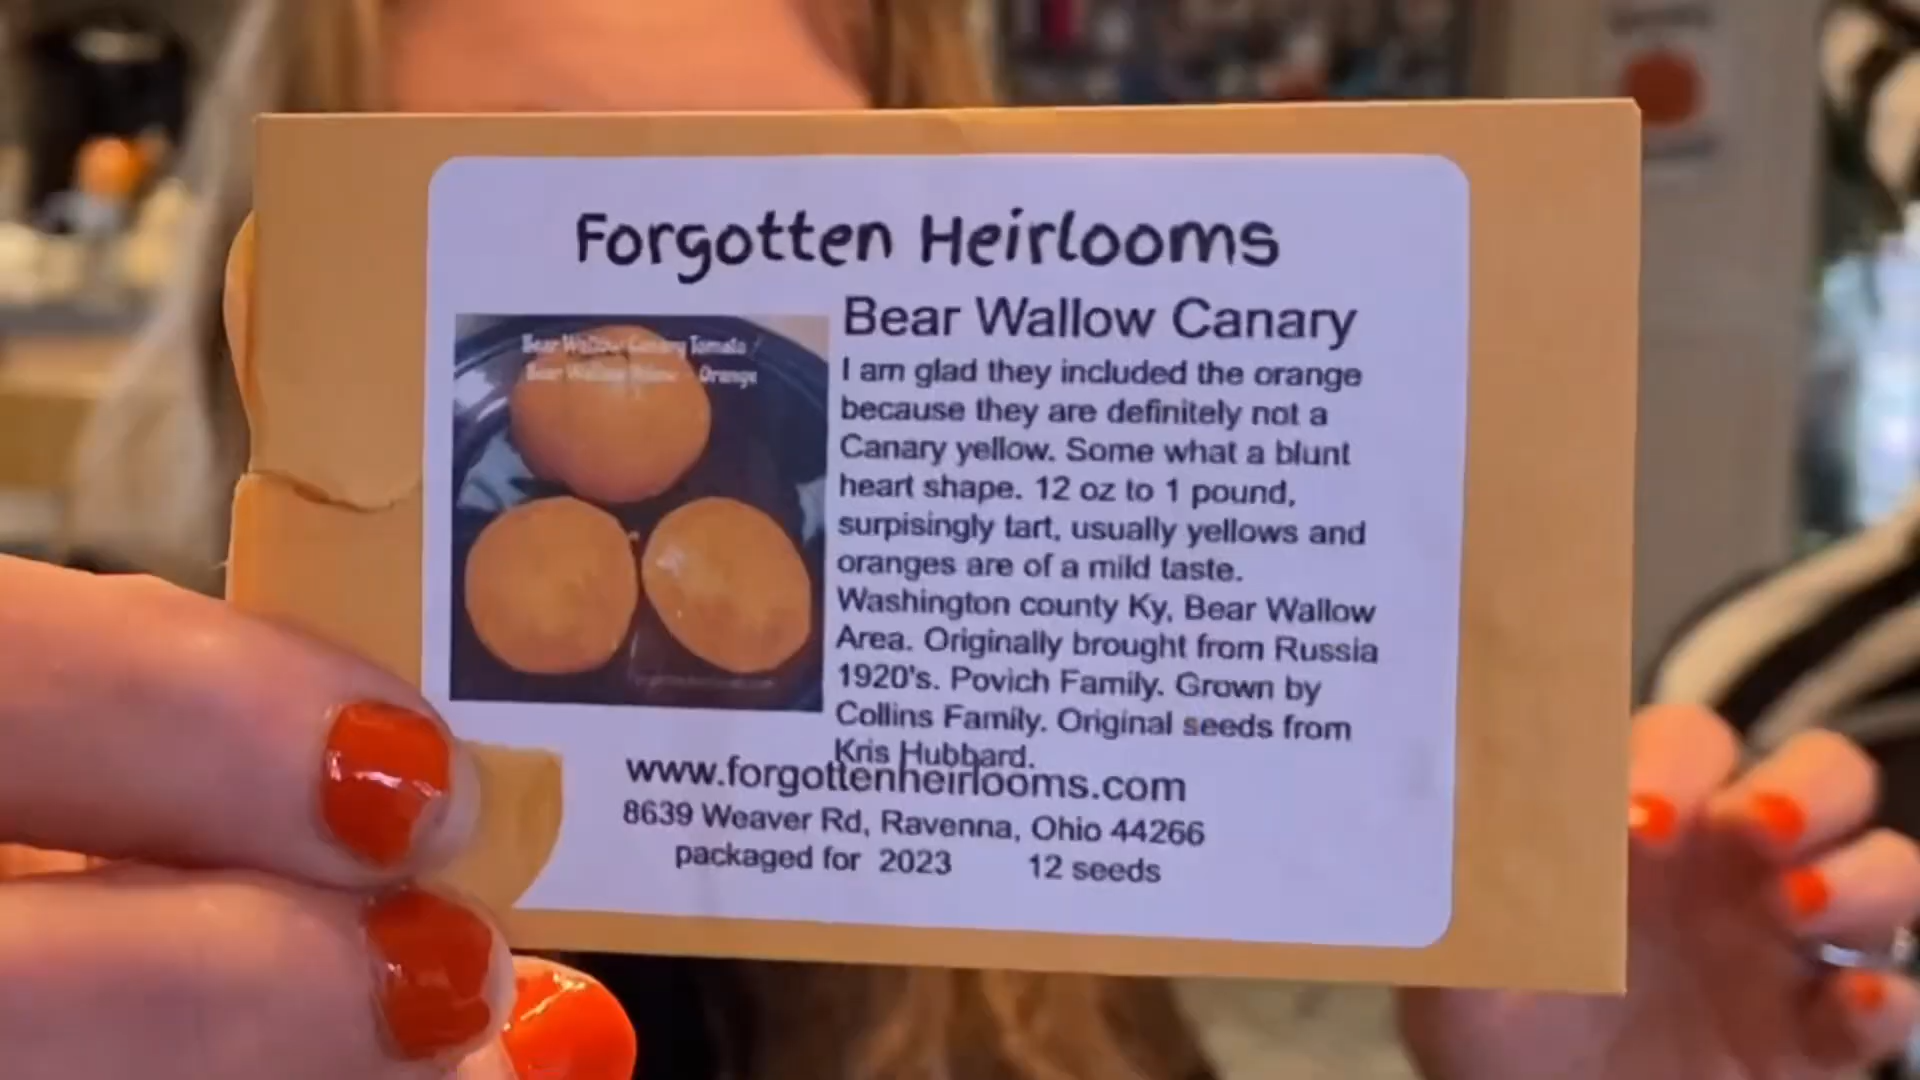 Forgotten Heirlooms
Bear Wallow Canary Tomato
Bear Wallow Orange
Bear Wallow Canary
I am glad they included the orange
because they are definitely not a
Canary yellow. Some what a blunt
heart shape. 12 oz to 1 pound,
surpisingly tart, usually yellows and
oranges are of a mild taste.
Washington county Ky, Bear Wallow
Area. Originally brought from Russia
1920's. Povich Family. Grown by
Collins Family. Original seeds from
Kris Hubbard.
www.forgottenheirlooms.com
8639 Weaver Rd, Ravenna, Ohio 44266
packaged for 2023 12 seeds